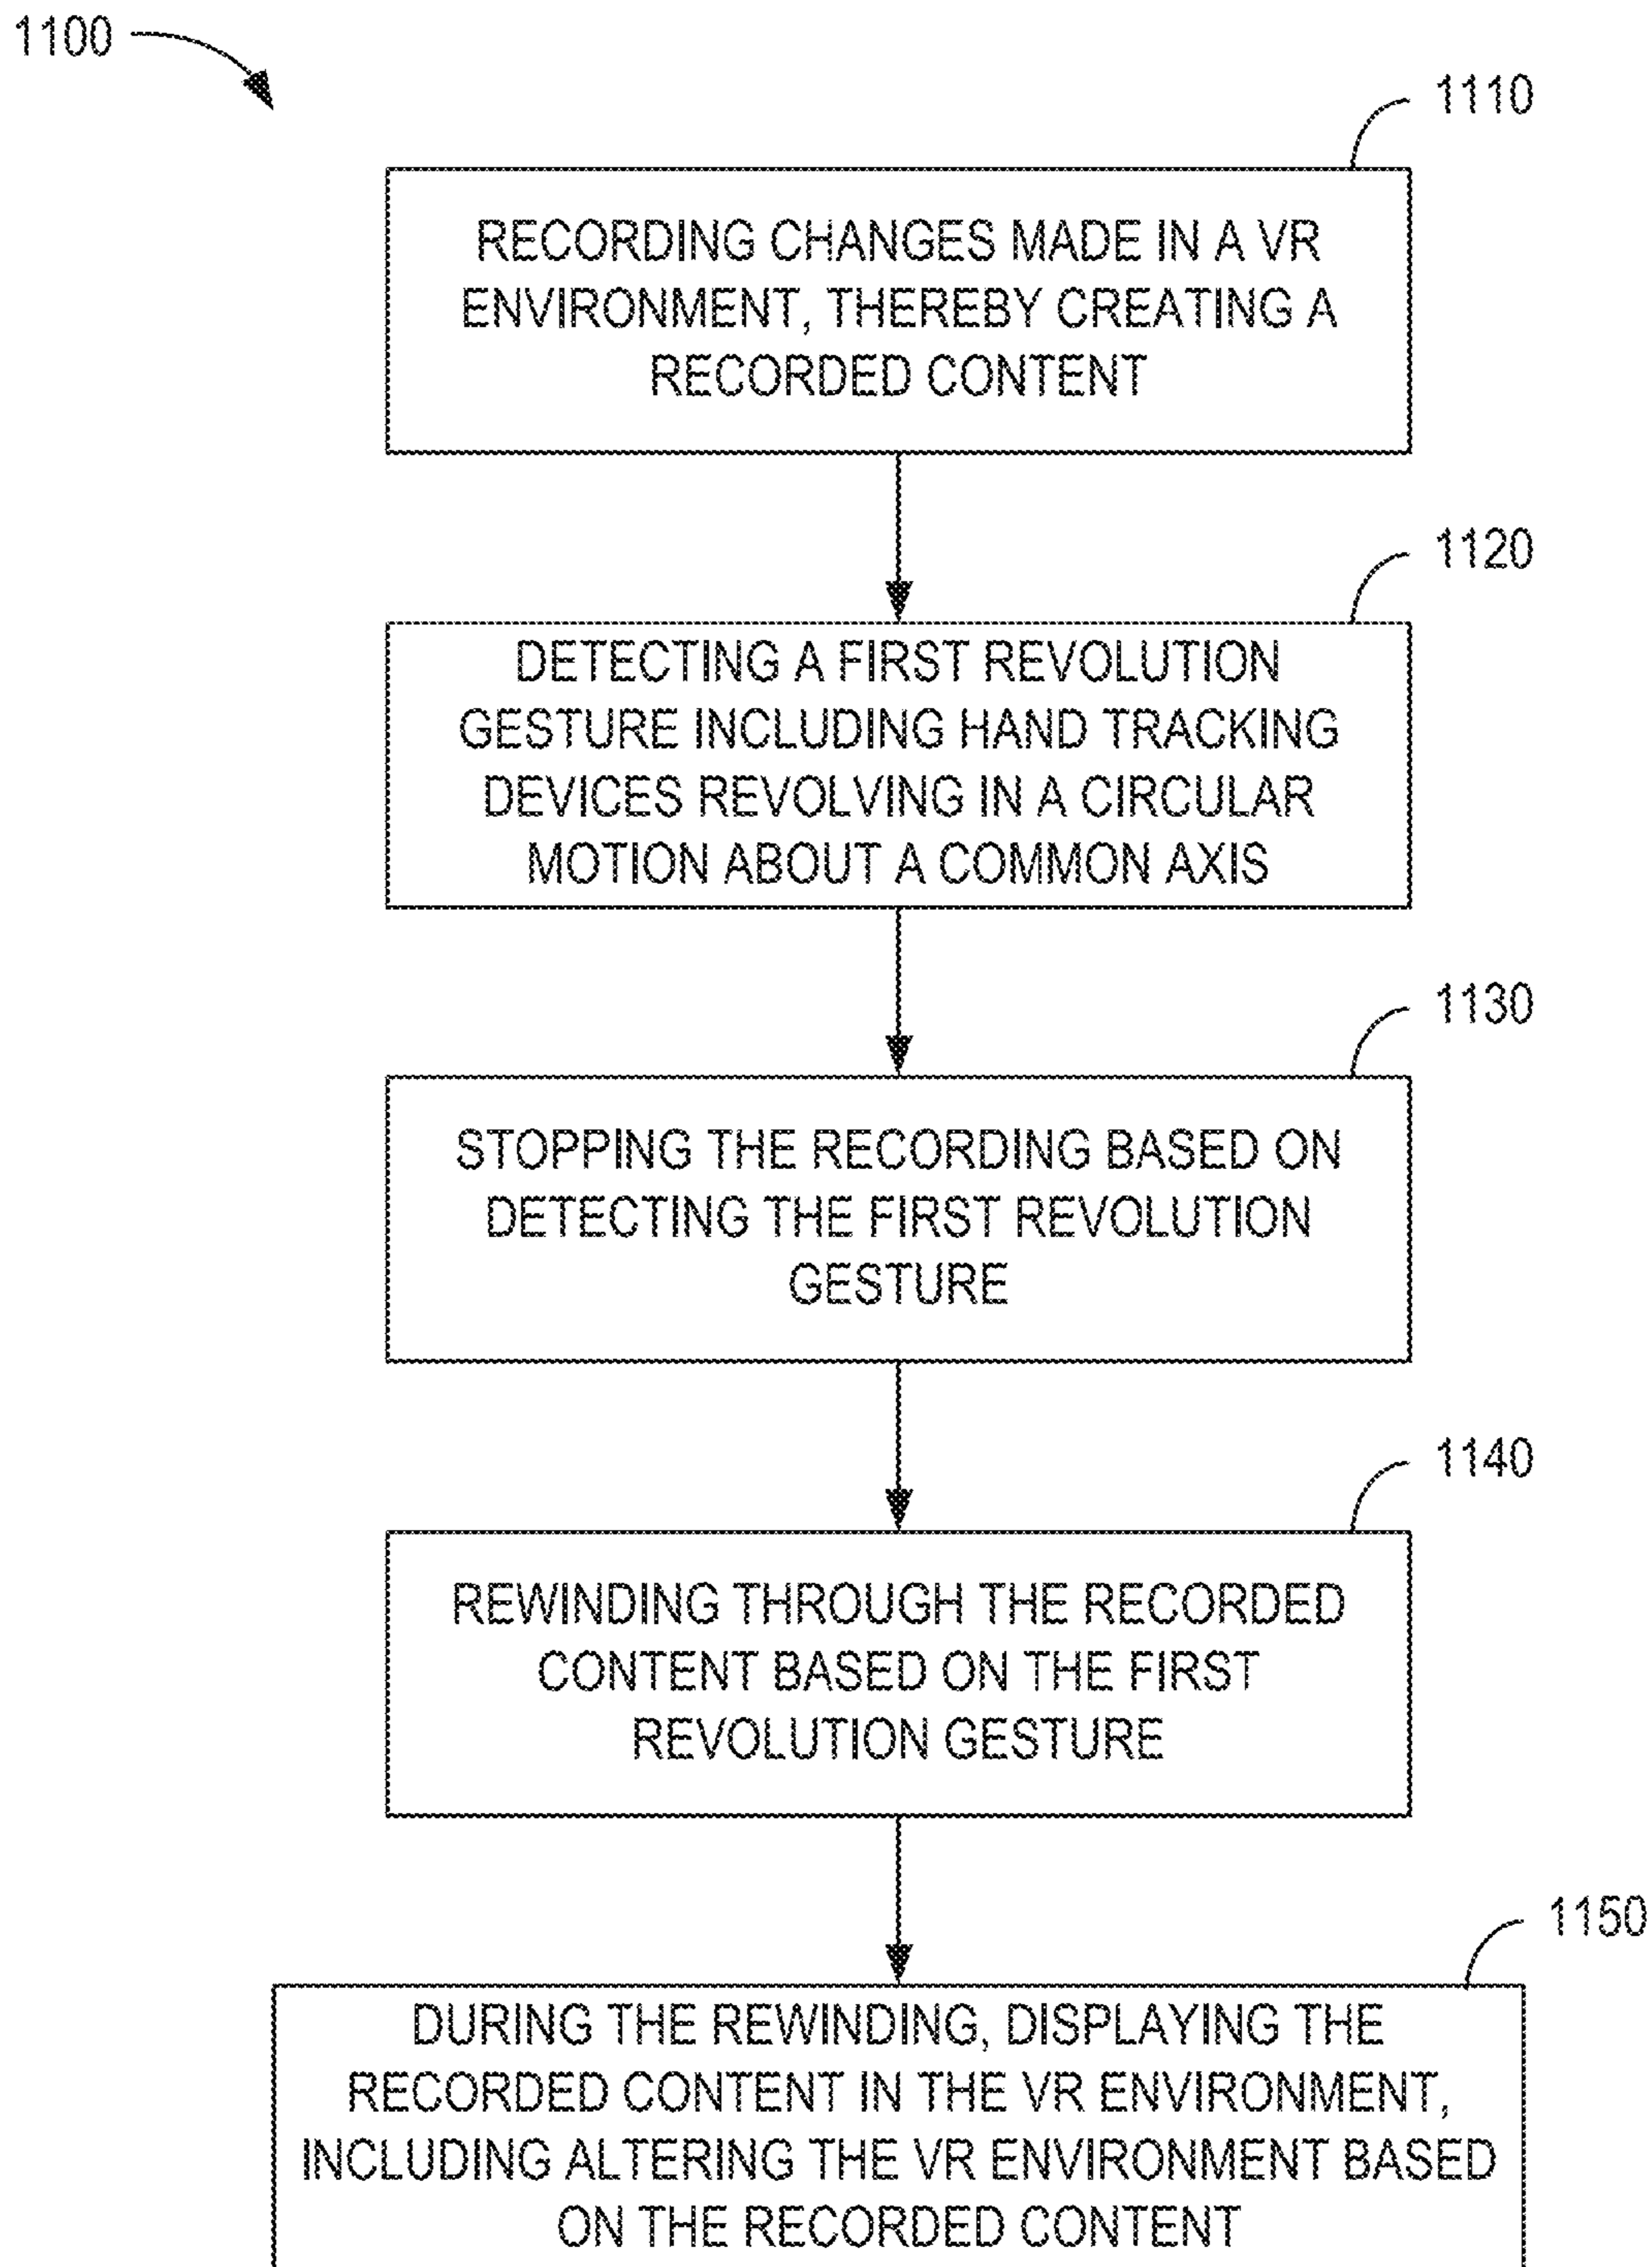 1100
1110
RECORDING CHANGES MADE IN A VR
ENVIRONMENT, THEREBY CREATING A
RECORDED CONTENT
1120
DETECTING A FIRST REVOLUTION
GESTURE INCLUDING HAND TRACKING
DEVICES REVOLVING IN A CIRCULAR
MOTION ABOUT A COMMON AXIS
1130
STOPPING THE RECORDING BASED ON
DETECTING THE FIRST REVOLUTION
GESTURE
1140
REWINDING THROUGH THE RECORDED
CONTENT BASED ON THE FIRST
REVOLUTION GESTURE
1150
DURING THE REWINDING, DISPLAYING THE
RECORDED CONTENT IN THE VR ENVIRONMENT,
INCLUDING ALTERING THE VR ENVIRONMENT BASED
ON THE RECORDED CONTENT